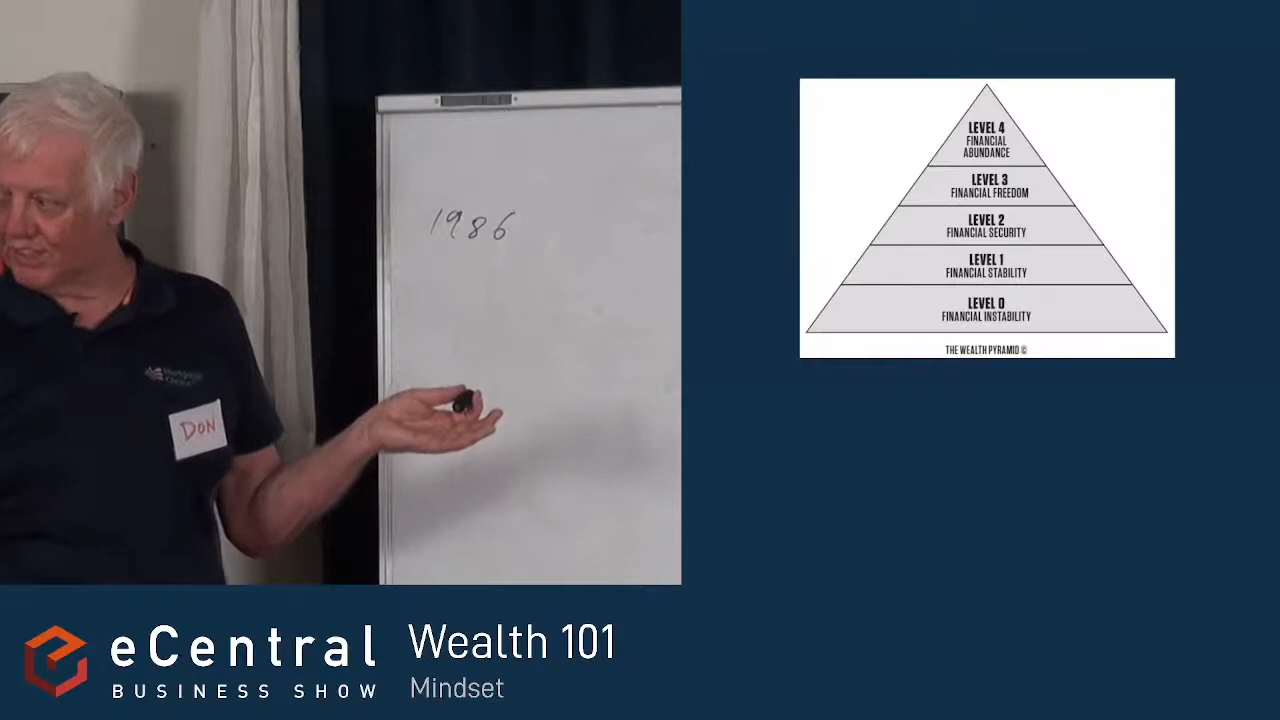 1986
DON
LEVEL 4
FINANCIAL
ABUNDANCE
LEVEL 3
FINANCIAL FREEDOM
LEVEL 2
FINANCIAL SECURITY
LEVEL 1
FINANCIAL STABILITY
LEVEL 0
FINANCIAL INSTABILITY
THE WEALTH PYRAMID ©
eCentral
BUSINESS SHOW
Wealth 101
Mindset